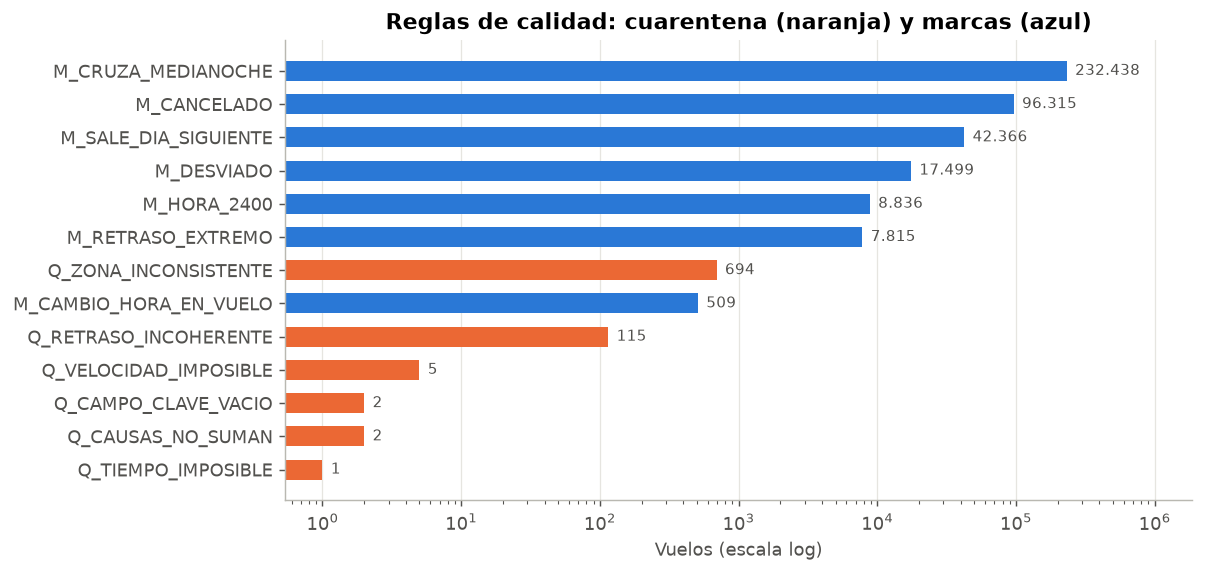 Reglas de calidad: cuarentena (naranja) y marcas (azul)
M_CRUZA_MEDIANOCHE 232.438
M_CANCELADO 96.315
M_SALE_DIA_SIGUIENTE 42.366
M_DESVIADO 17.499
M_HORA_2400 8.836
M_RETRASO_EXTREMO 7.815
Q_ZONA_INCONSISTENTE 694
M_CAMBIO_HORA_EN_VUELO 509
Q_RETRASO_INCOHERENTE 115
Q_VELOCIDAD_IMPOSIBLE 5
Q_CAMPO_CLAVE_VACIO 2
Q_CAUSAS_NO_SUMAN 2
Q_TIEMPO_IMPOSIBLE 1
10⁰ 10¹ 10² 10³ 10⁴ 10⁵ 10⁶
Vuelos (escala log)